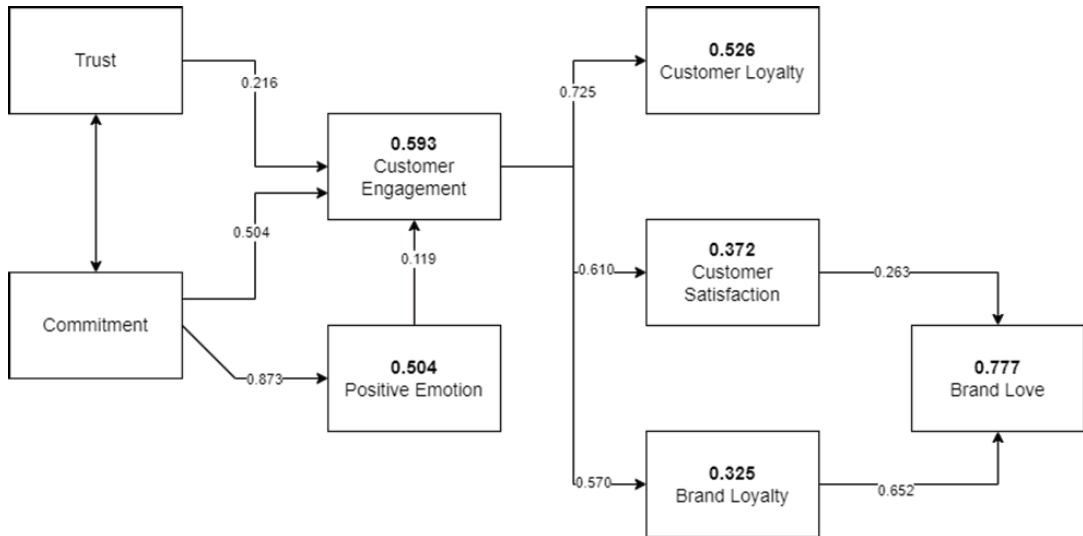 Trust
0.216
0.526
Customer Loyalty
0.725
0.593
Customer
Engagement
0.504
0.119
Commitment
0.873
0.504
Positive Emotion
0.610
0.372
Customer
Satisfaction
0.263
0.777
Brand Love
0.570
0.325
Brand Loyalty
0.652